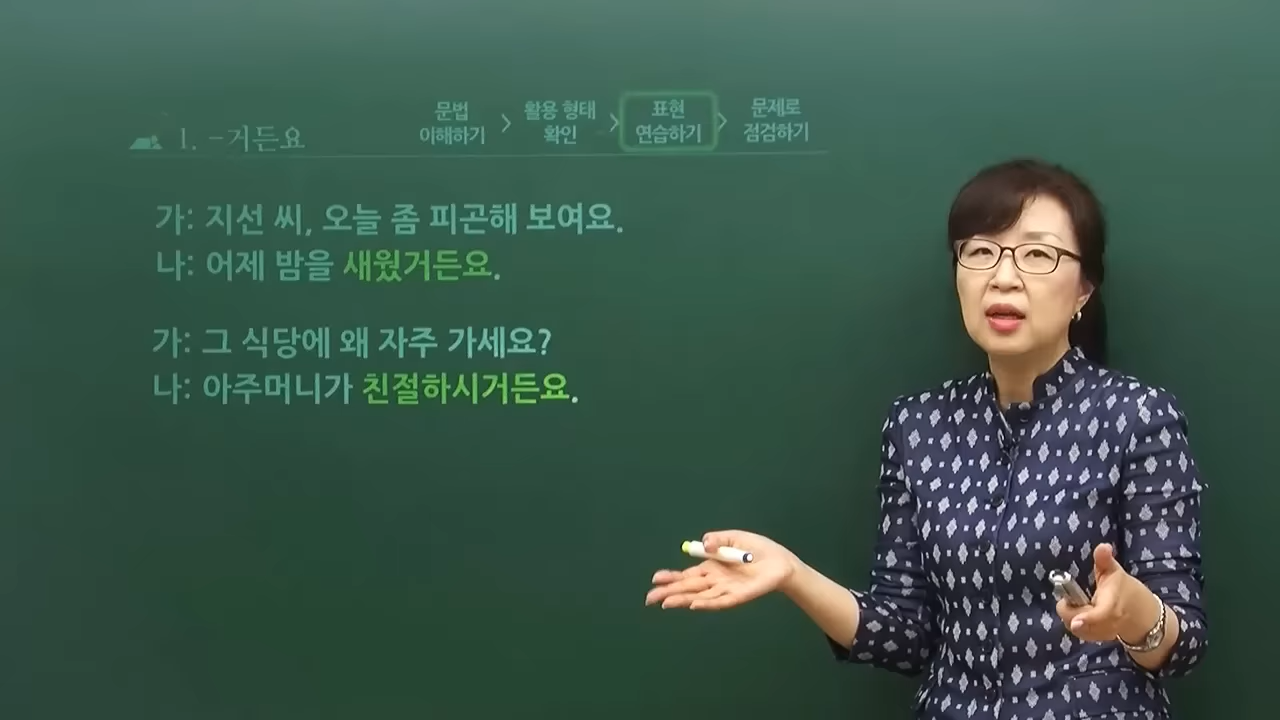 1. -거든요
문법
이해하기
활용 형태
확인
표현
연습하기
문제로
점검하기
가: 지선 씨, 오늘 좀 피곤해 보여요.
나: 어제 밤을 새웠거든요.
가: 그 식당에 왜 자주 가세요?
나: 아주머니가 친절하시거든요.